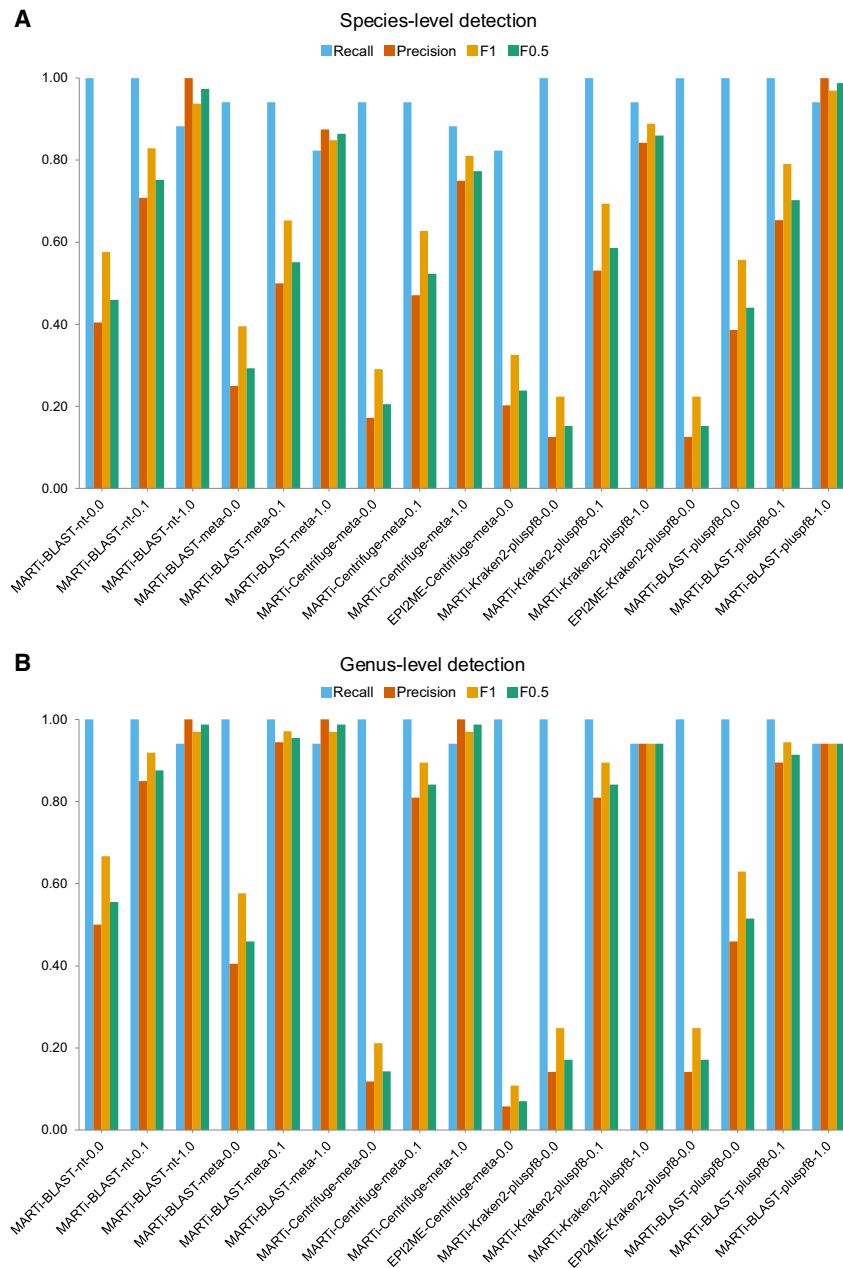 A
Species-level detection
Recall Precision F1 F0.5
1.00
0.80
0.60
0.40
0.20
0.00
MARTi-BLAST-nt-0.0
MARTi-BLAST-nt-0.1
MARTi-BLAST-nt-1.0
MARTi-BLAST-meta-0.0
MARTi-BLAST-meta-0.1
MARTi-BLAST-meta-1.0
MARTi-Centrifuge-meta-0.0
MARTi-Centrifuge-meta-0.1
MARTi-Centrifuge-meta-1.0
EPI2ME-Centrifuge-meta-0.0
MARTi-Kraken2-pluspf8-0.0
MARTi-Kraken2-pluspf8-0.1
MARTi-Kraken2-pluspf8-1.0
EPI2ME-Kraken2-pluspf8-0.0
MARTi-BLAST-pluspf8-0.0
MARTi-BLAST-pluspf8-0.1
MARTi-BLAST-pluspf8-1.0
B
Genus-level detection
Recall Precision F1 F0.5
1.00
0.80
0.60
0.40
0.20
0.00
MARTi-BLAST-nt-0.0
MARTi-BLAST-nt-0.1
MARTi-BLAST-nt-1.0
MARTi-BLAST-meta-0.0
MARTi-BLAST-meta-0.1
MARTi-BLAST-meta-1.0
MARTi-Centrifuge-meta-0.0
MARTi-Centrifuge-meta-0.1
MARTi-Centrifuge-meta-1.0
EPI2ME-Centrifuge-meta-0.0
MARTi-Kraken2-pluspf8-0.0
MARTi-Kraken2-pluspf8-0.1
MARTi-Kraken2-pluspf8-1.0
EPI2ME-Kraken2-pluspf8-0.0
MARTi-BLAST-pluspf8-0.0
MARTi-BLAST-pluspf8-0.1
MARTi-BLAST-pluspf8-1.0